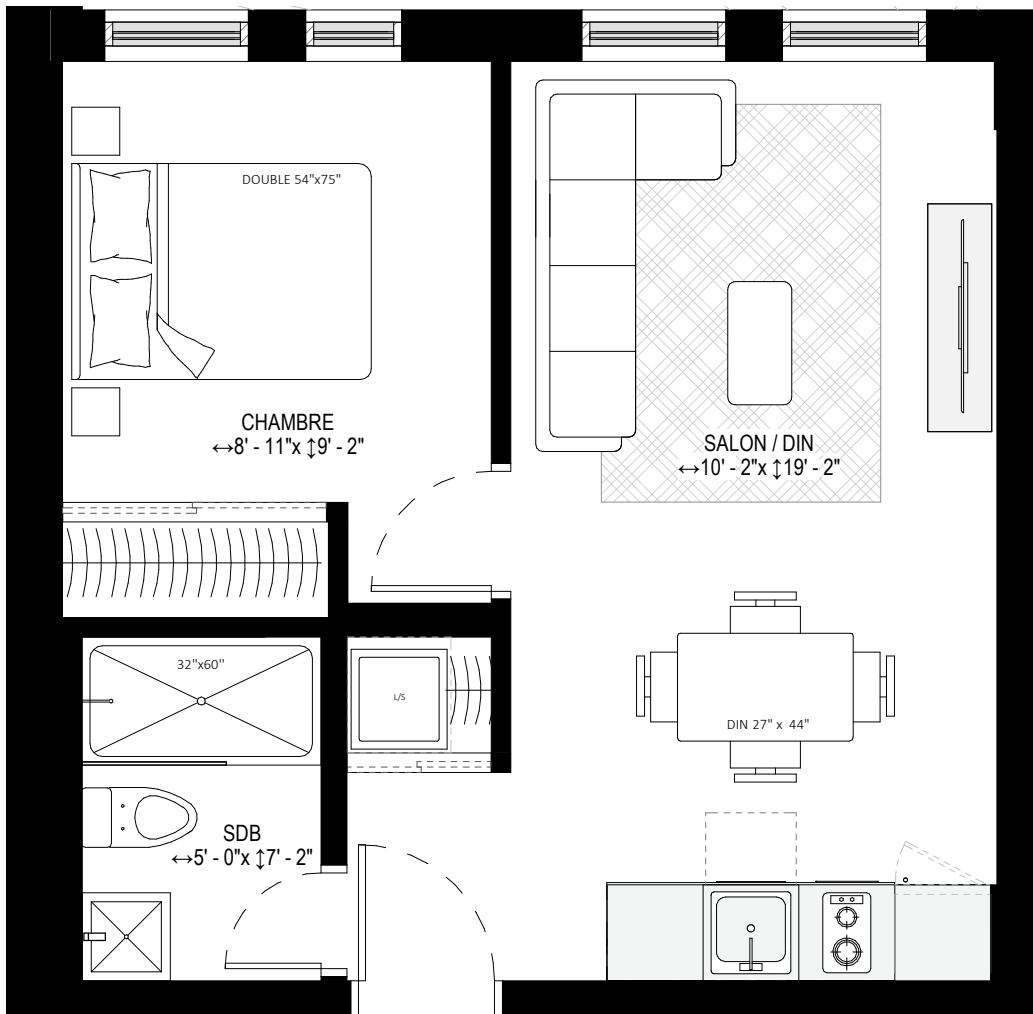 DOUBLE 54"x75"
CHAMBRE
↔8' - 11"x ↕9' - 2"
SALON / DIN
↔10' - 2"x ↕19' - 2"
32"x60"
L/S
DIN 27" x 44"
SDB
↔5' - 0"x ↕7' - 2"